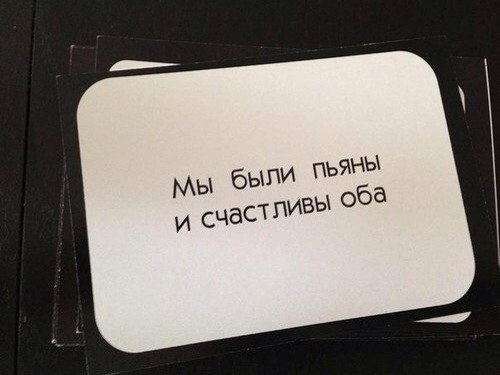 Мы были пьяны
и счастливы оба